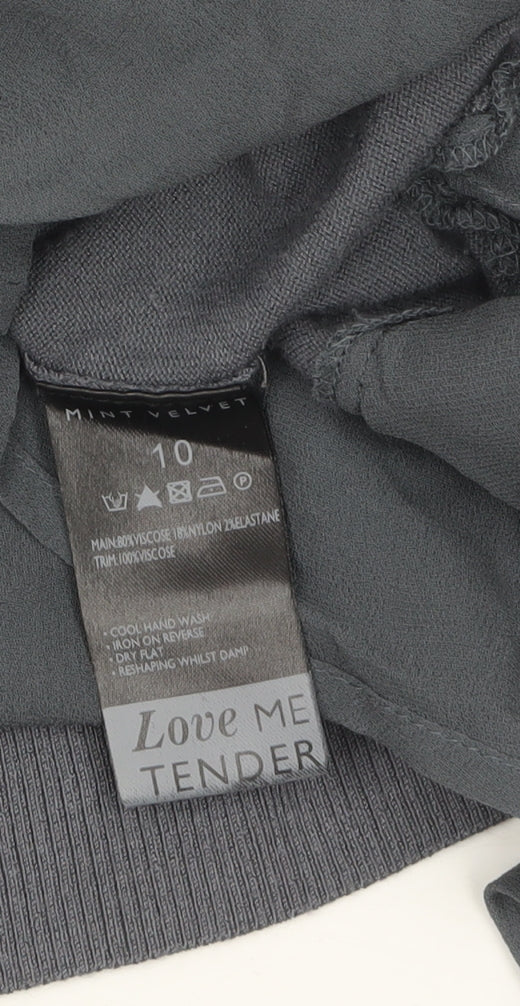 MINT VELVET
10
P
MAIN:80%VISCOSE 18%NYLON 2%ELASTANE
TRIM:100%VISCOSE
• COOL HAND WASH
• IRON ON REVERSE
• DRY FLAT
• RESHAPING WHILST DAMP
Love ME
TENDER